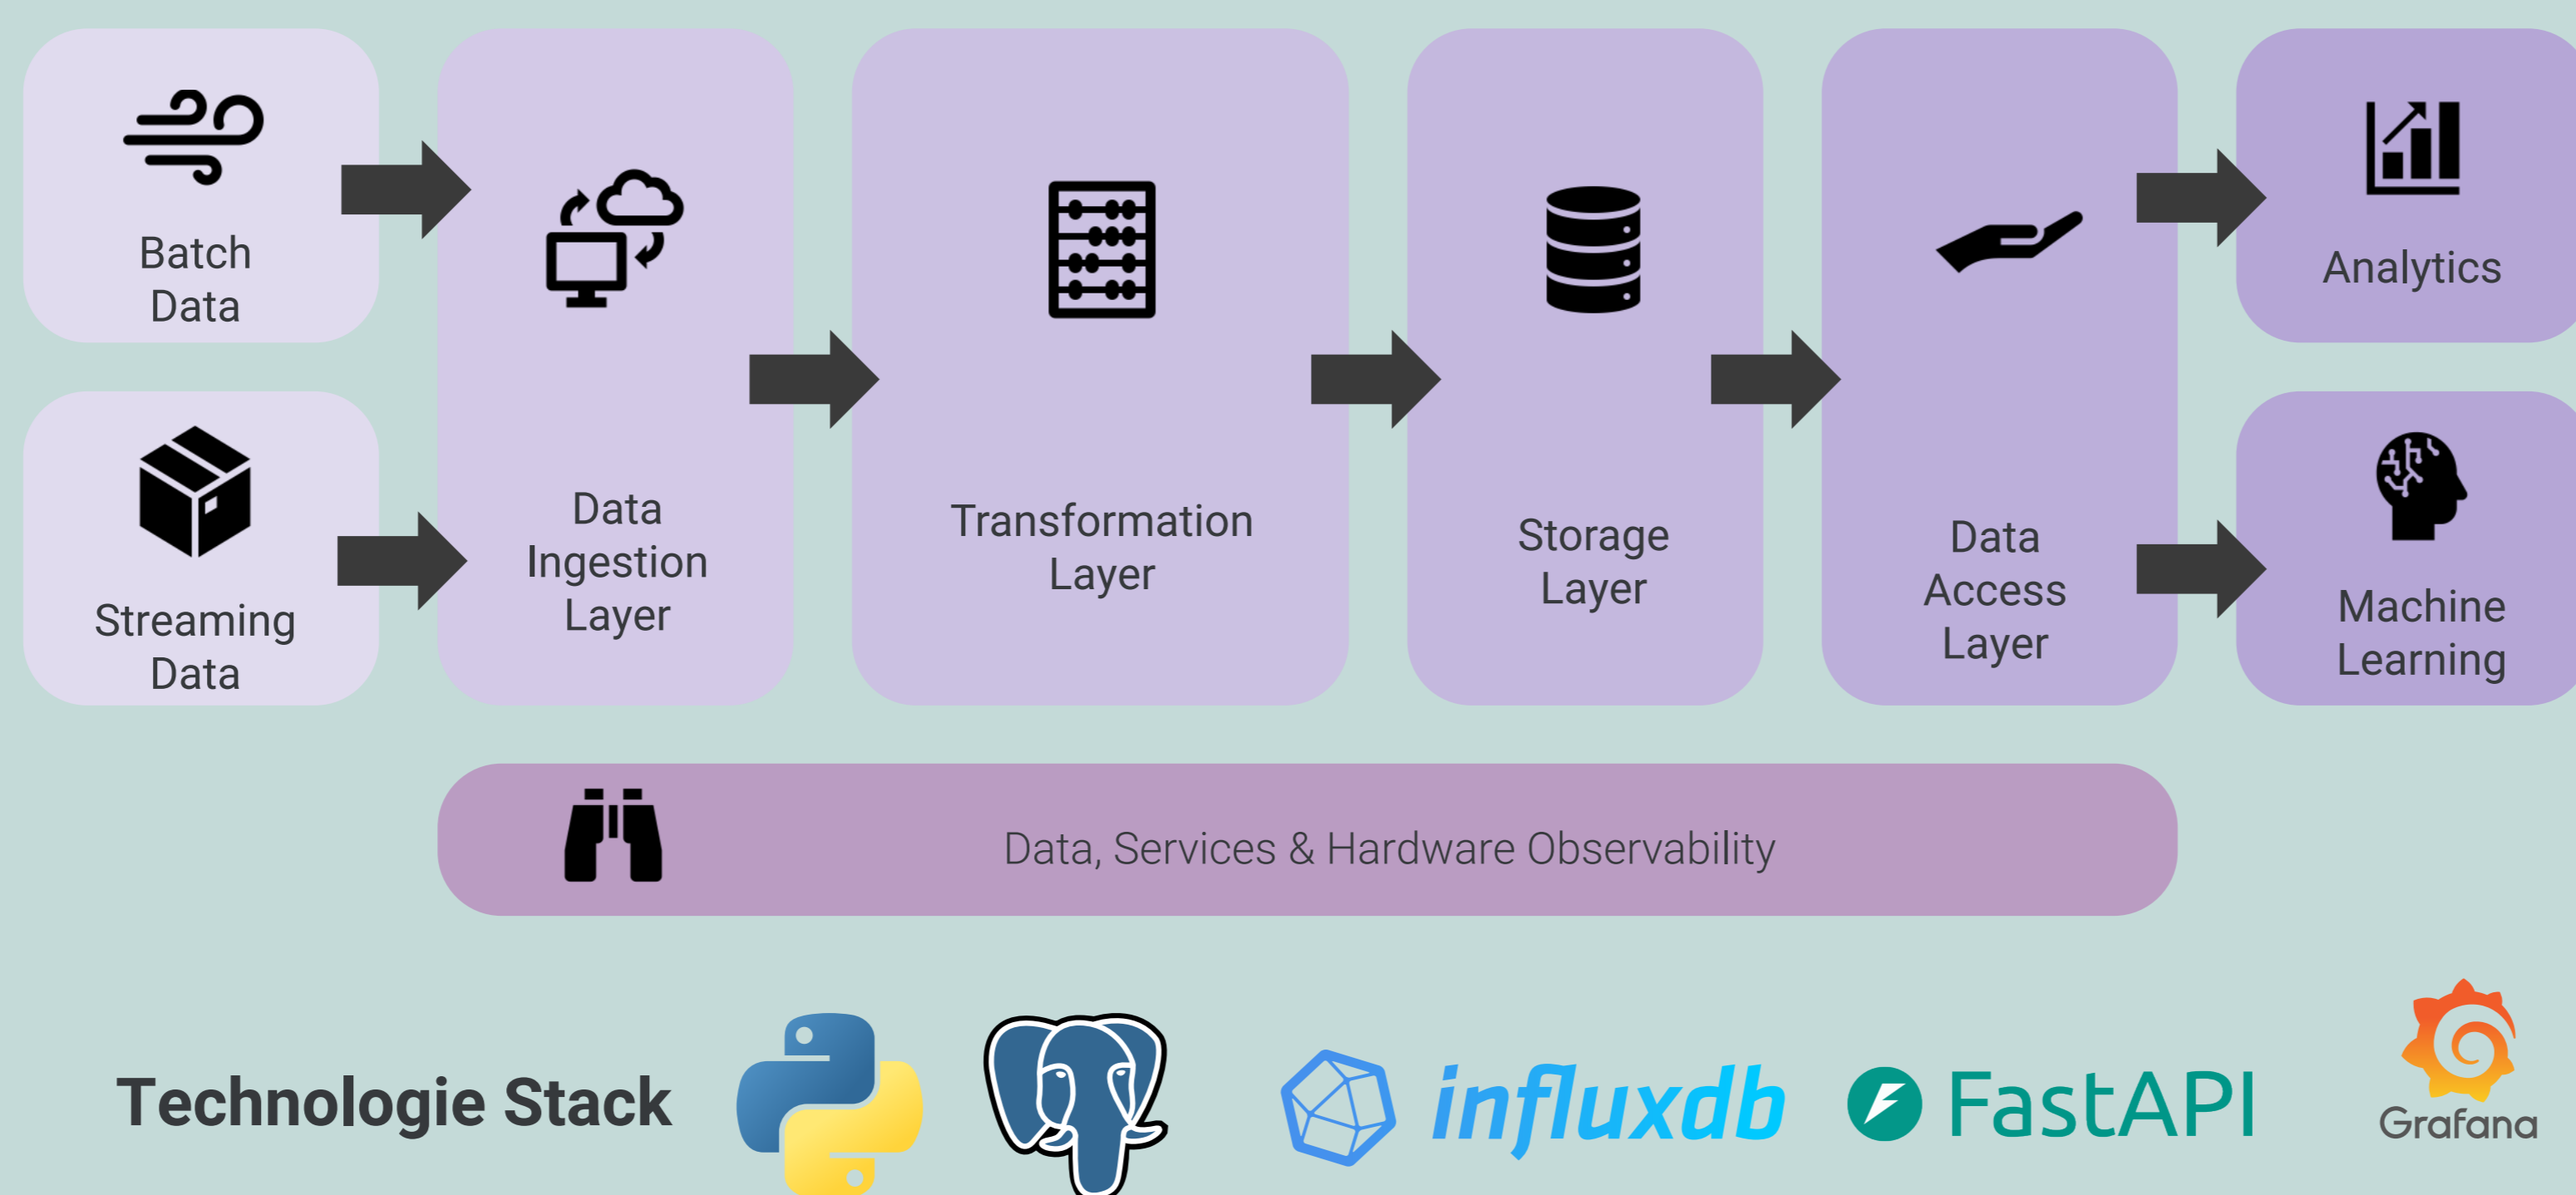 Batch
Data
Streaming
Data
Data
Ingestion
Layer
Transformation
Layer
Storage
Layer
Data
Access
Layer
Analytics
Machine
Learning
Data, Services & Hardware Observability
Technologie Stack
influxdb
FastAPI
Grafana